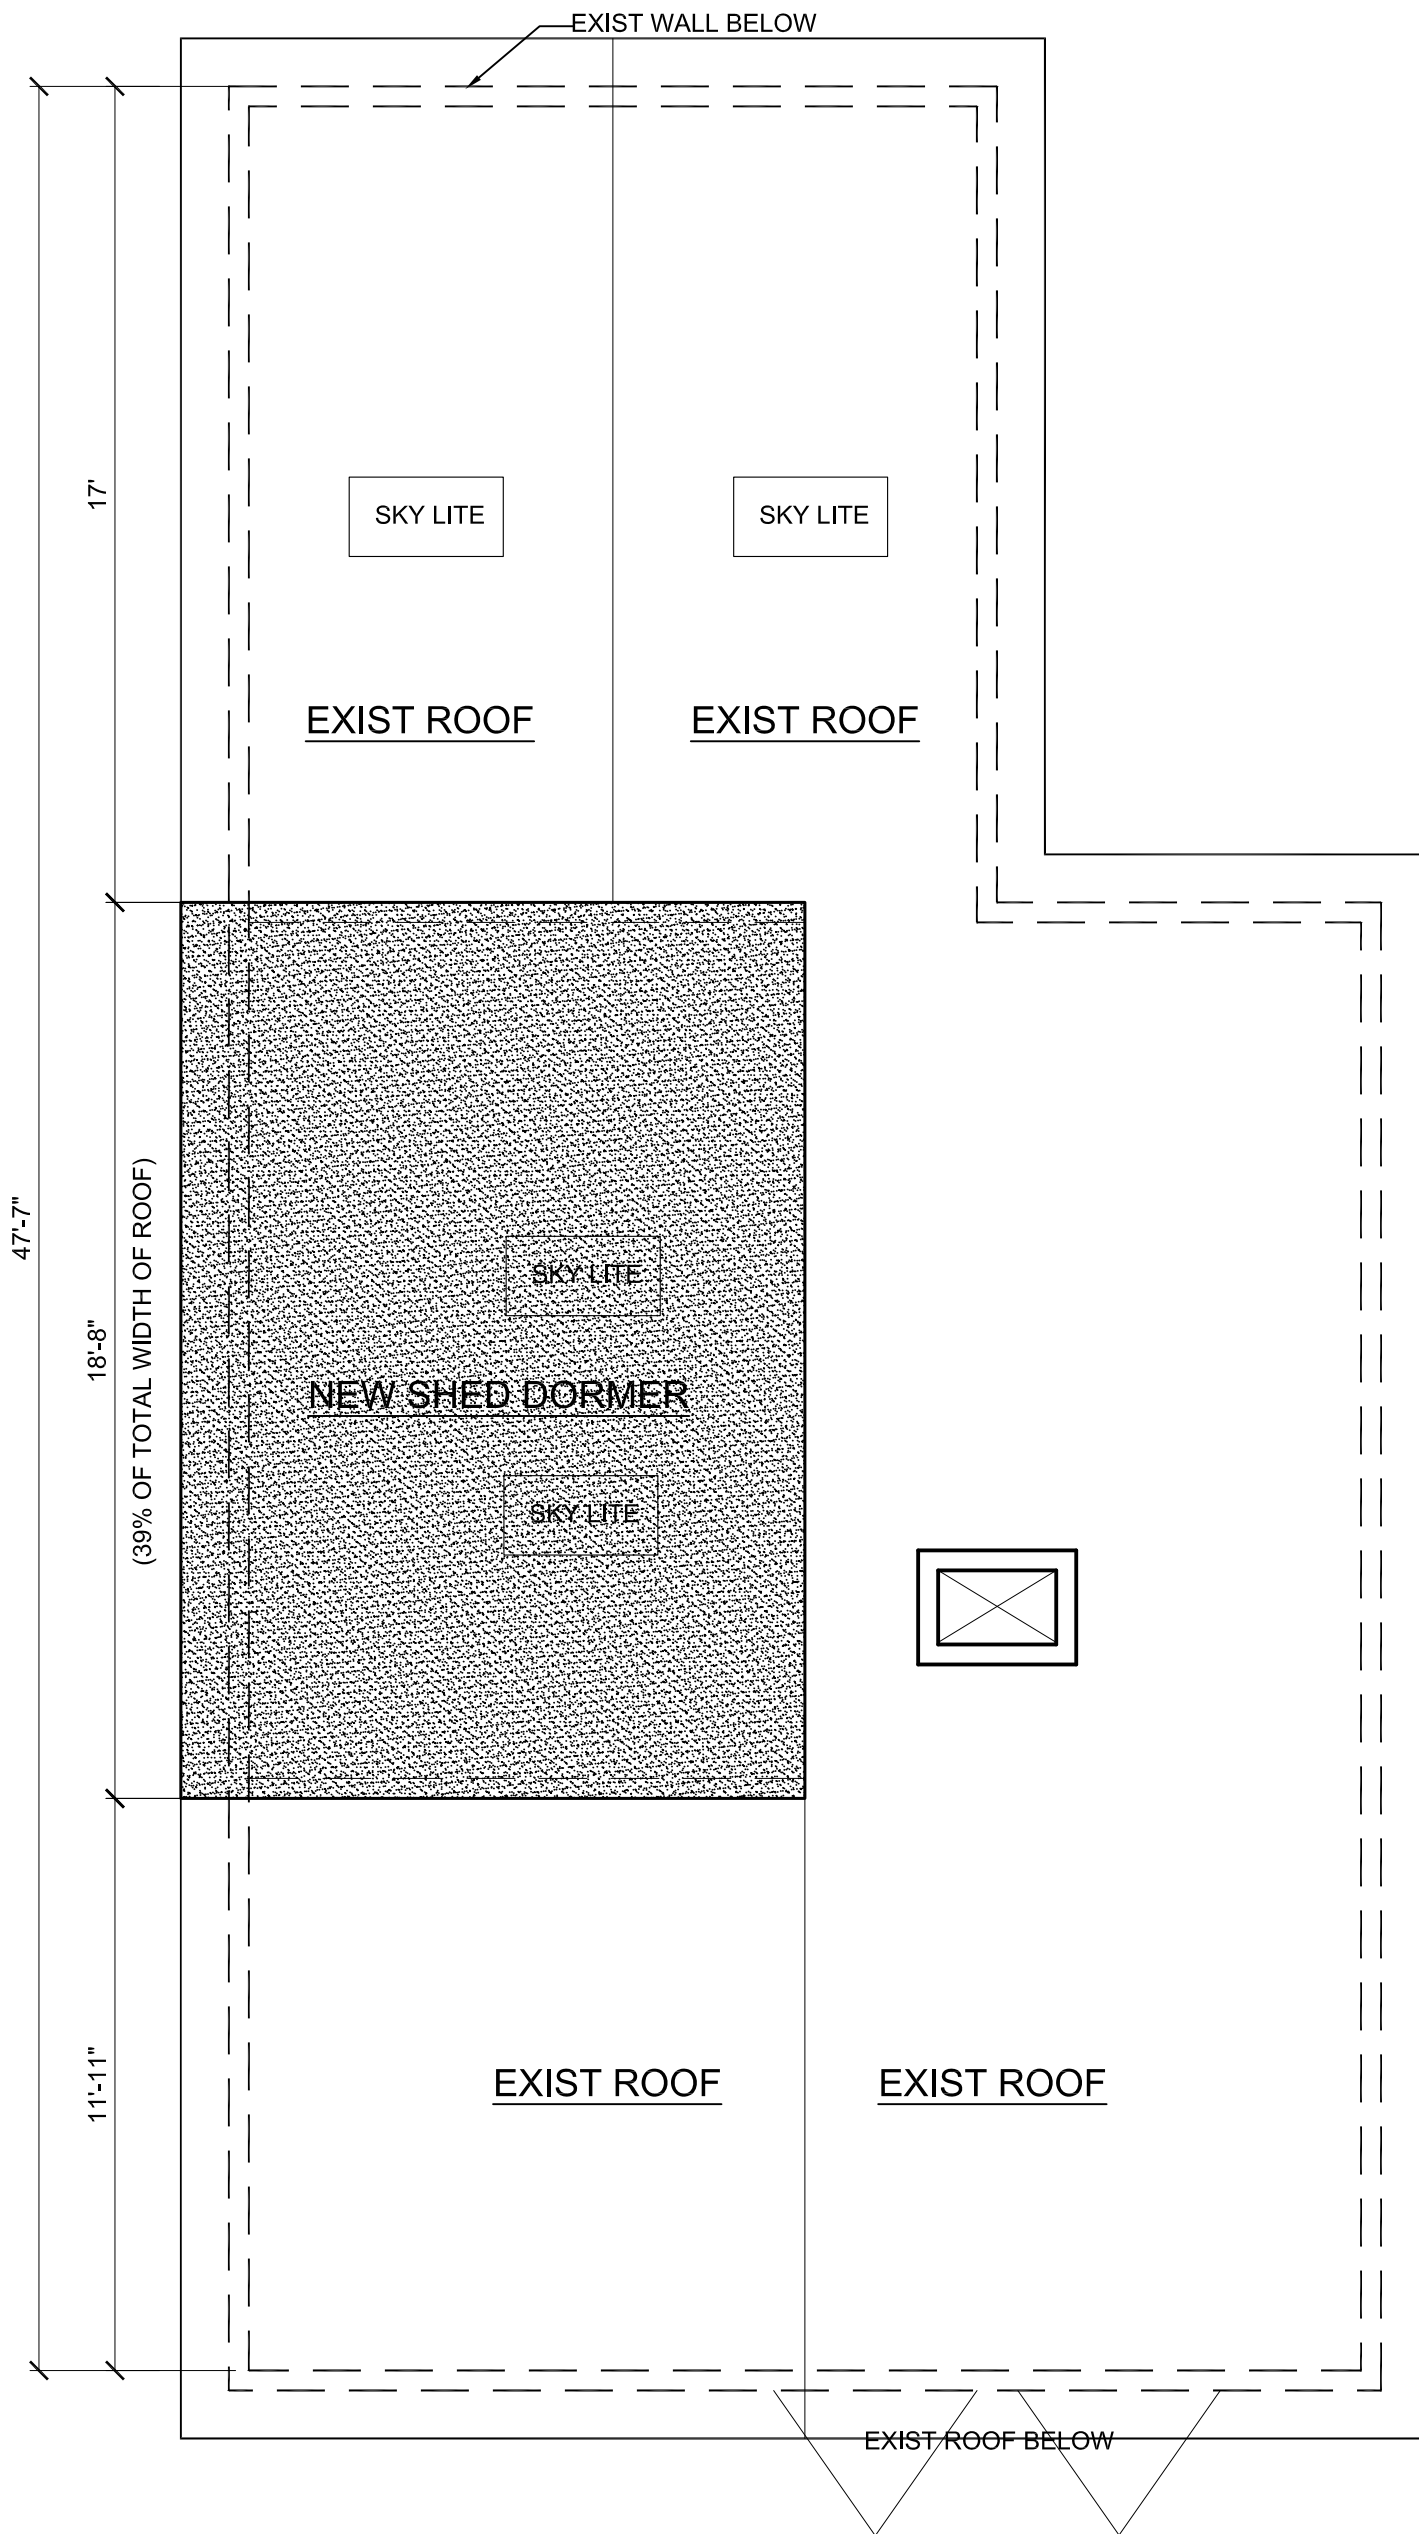 EXIST WALL BELOW
17'
SKY LITE
SKY LITE
EXIST ROOF
EXIST ROOF
47'-7"
18'-8"
(39% OF TOTAL WIDTH OF ROOF)
SKY LITE
NEW SHED DORMER
SKY LITE
11'-11"
EXIST ROOF
EXIST ROOF
EXIST ROOF BELOW